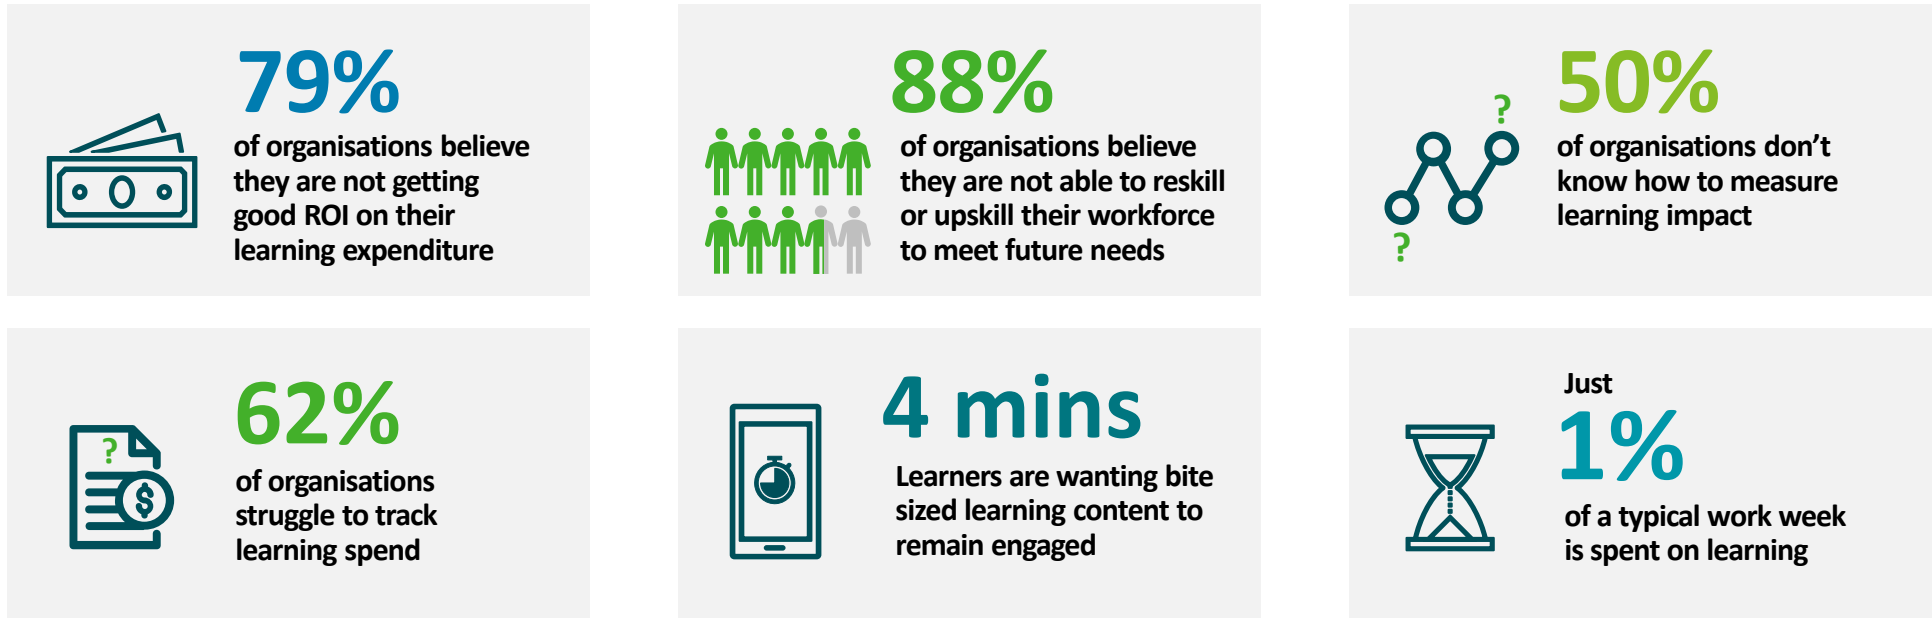 79%
of organisations believe
they are not getting
good ROI on their
learning expenditure
88%
of organisations believe
they are not able to reskill
or upskill their workforce
to meet future needs
?
?
50%
of organisations don't
know how to measure
learning impact
?
$
62%
of organisations
struggle to track
learning spend
4 mins
Learners are wanting bite
sized learning content to
remain engaged
Just
1%
of a typical work week
is spent on learning